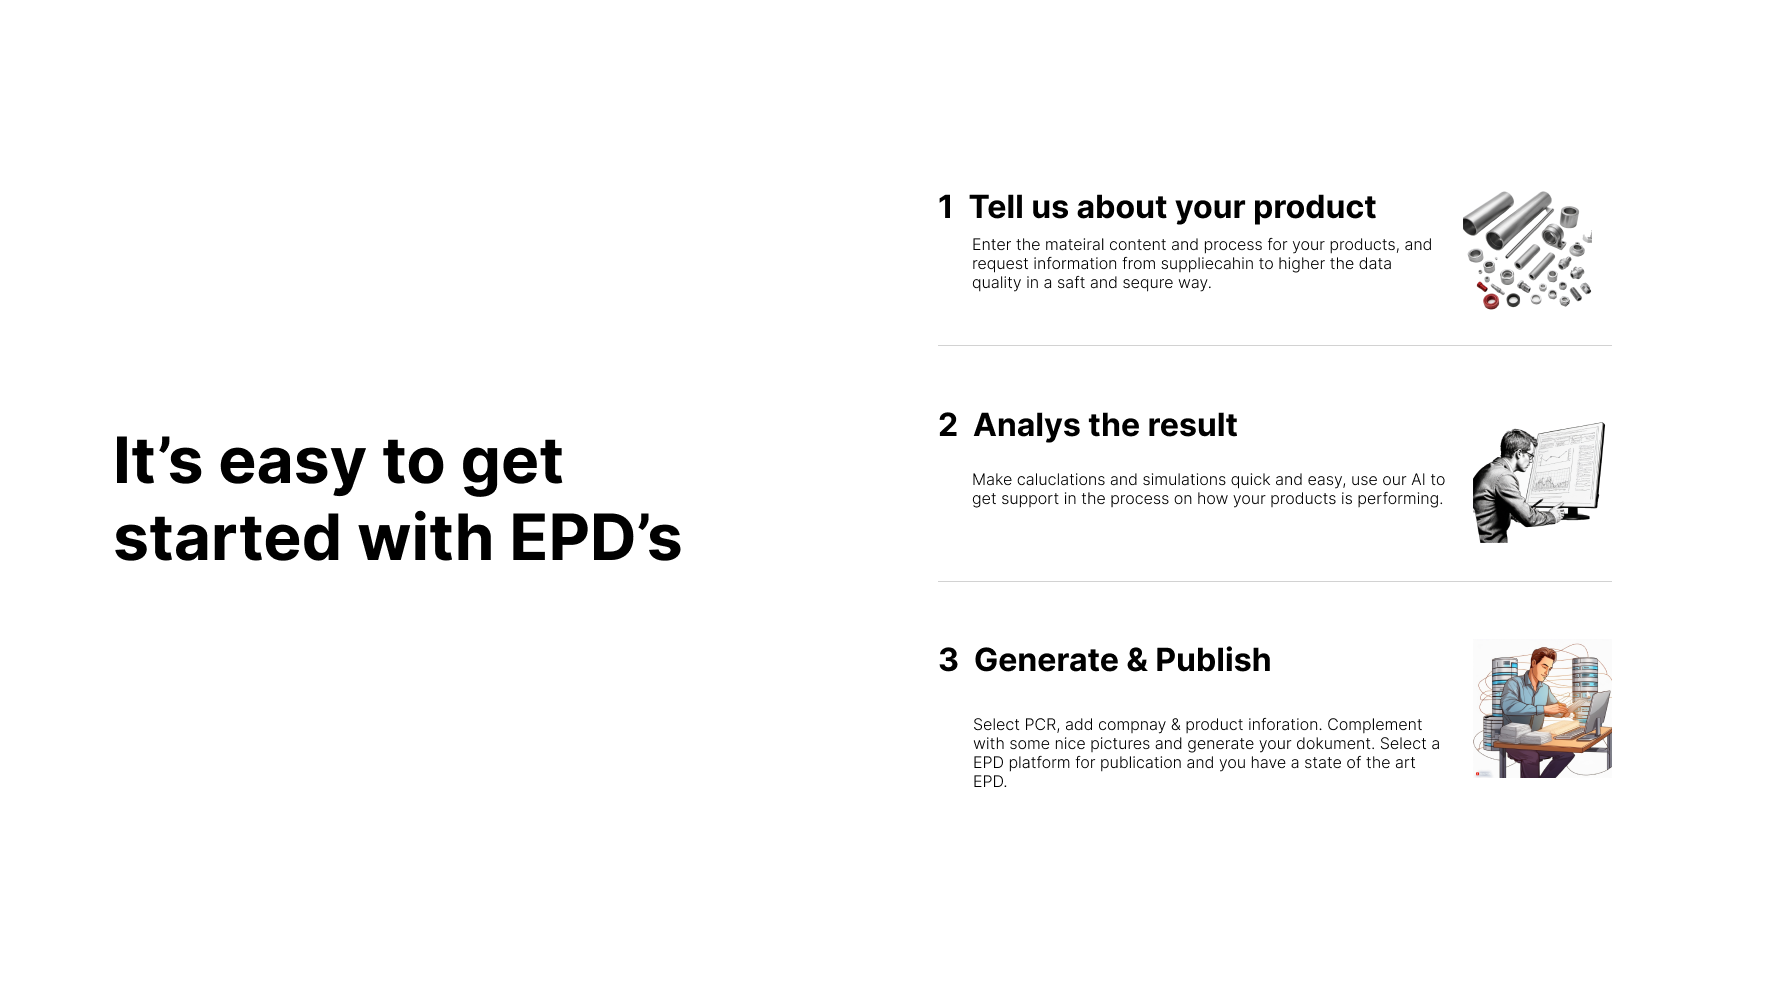 It’s easy to get
started with EPD’s
1 Tell us about your product
Enter the mateiral content and process for your products, and
request information from suppliecahin to higher the data
quality in a saft and sequre way.
2 Analys the result
Make caluclations and simulations quick and easy, use our AI to
get support in the process on how your products is performing.
3 Generate & Publish
Select PCR, add compnay & product inforation. Complement
with some nice pictures and generate your dokument. Select a
EPD platform for publication and you have a state of the art
EPD.